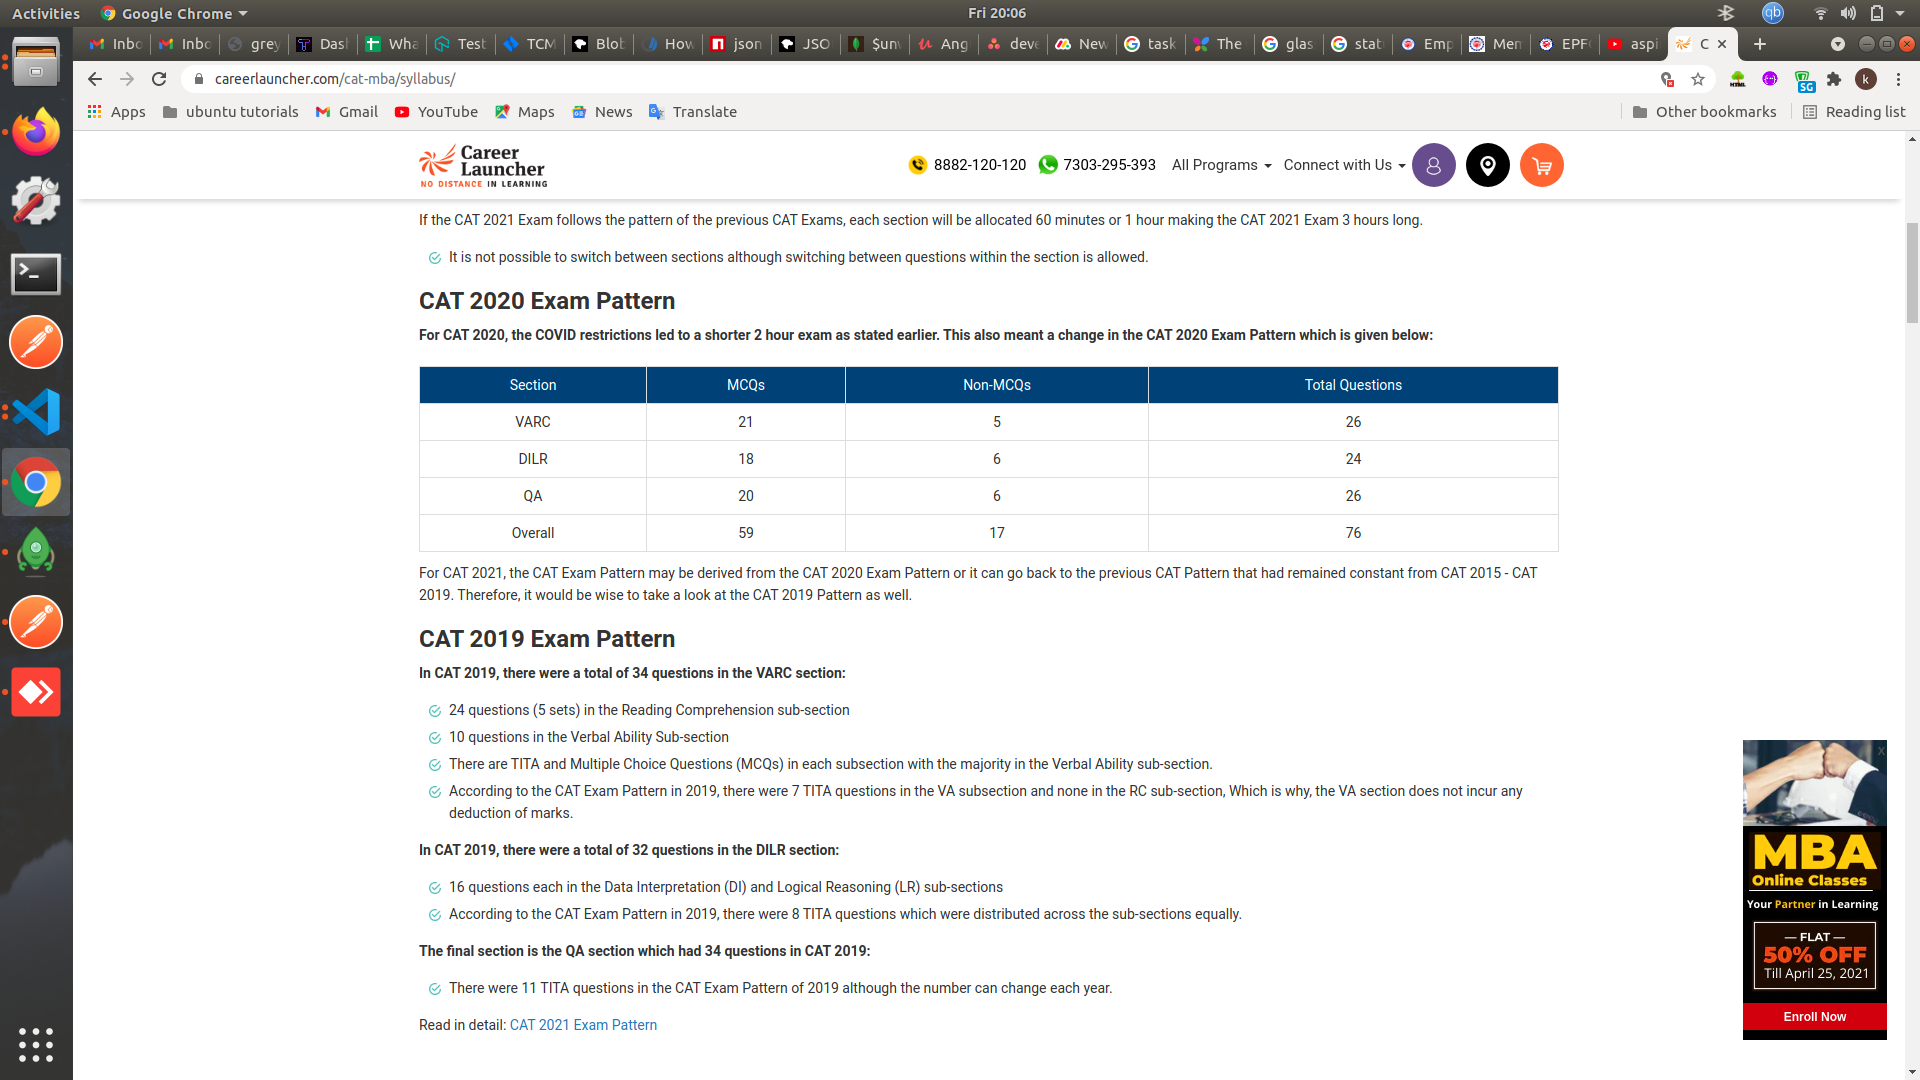 Activities Google Chrome Fri 20:06
Inbo Inbo grey Das Wha Test TCM Blob How json JSO $un Ang deve New task The glas stat Emp Men EPF aspi C
careerlauncher.com/cat-mba/syllabus/
Apps ubuntu tutorials Gmail YouTube Maps News Translate Other bookmarks Reading list
Career Launcher
NO DISTANCE IN LEARNING
8882-120-120 7303-295-393 All Programs Connect with Us
If the CAT 2021 Exam follows the pattern of the previous CAT Exams, each section will be allocated 60 minutes or 1 hour making the CAT 2021 Exam 3 hours long.
It is not possible to switch between sections although switching between questions within the section is allowed.
CAT 2020 Exam Pattern
For CAT 2020, the COVID restrictions led to a shorter 2 hour exam as stated earlier. This also meant a change in the CAT 2020 Exam Pattern which is given below:
Section MCQs Non-MCQs Total Questions
VARC 21 5 26
DILR 18 6 24
QA 20 6 26
Overall 59 17 76
For CAT 2021, the CAT Exam Pattern may be derived from the CAT 2020 Exam Pattern or it can go back to the previous CAT Pattern that had remained constant from CAT 2015 - CAT
2019. Therefore, it would be wise to take a look at the CAT 2019 Pattern as well.
CAT 2019 Exam Pattern
In CAT 2019, there were a total of 34 questions in the VARC section:
24 questions (5 sets) in the Reading Comprehension sub-section
10 questions in the Verbal Ability Sub-section
There are TITA and Multiple Choice Questions (MCQs) in each subsection with the majority in the Verbal Ability sub-section.
According to the CAT Exam Pattern in 2019, there were 7 TITA questions in the VA subsection and none in the RC sub-section, Which is why, the VA section does not incur any
deduction of marks.
In CAT 2019, there were a total of 32 questions in the DILR section:
16 questions each in the Data Interpretation (DI) and Logical Reasoning (LR) sub-sections
According to the CAT Exam Pattern in 2019, there were 8 TITA questions which were distributed across the sub-sections equally.
The final section is the QA section which had 34 questions in CAT 2019:
There were 11 TITA questions in the CAT Exam Pattern of 2019 although the number can change each year.
Read in detail: CAT 2021 Exam Pattern
MBA
Online Classes
Your Partner in Learning
— FLAT —
50% OFF
Till April 25, 2021
Enroll Now